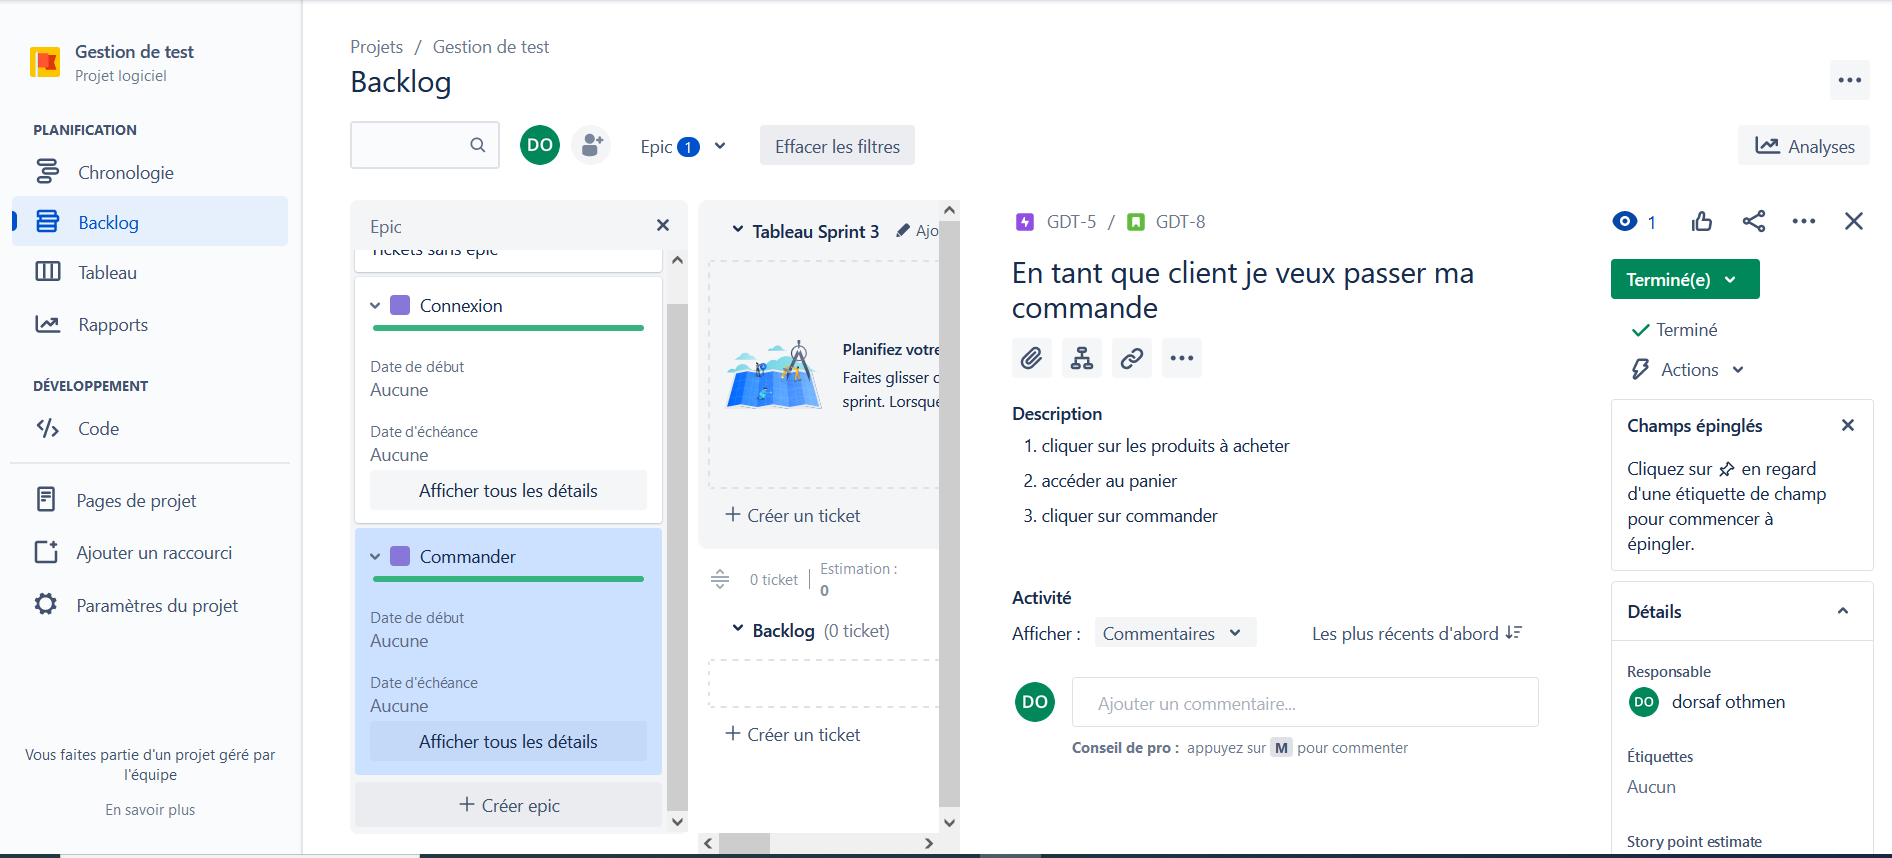 Gestion de test
Projet logiciel
PLANIFICATION
Chronologie
Backlog
Tableau
Rapports
DÉVELOPPEMENT
Code
Pages de projet
Ajouter un raccourci
Paramètres du projet
Vous faites partie d'un projet géré par
l'équipe
En savoir plus
Projets / Gestion de test
Backlog
DO
Epic 1
Effacer les filtres
Analyses
Epic
Tickets sans epic
Connexion
Date de début
Aucune
Date d'échéance
Aucune
Afficher tous les détails
Commander
Date de début
Aucune
Date d'échéance
Aucune
Afficher tous les détails
+ Créer epic
Tableau Sprint 3 Ajo
Planifiez votre
Faites glisser
sprint. Lorsque
+ Créer un ticket
0 ticket
Estimation :
0
Backlog (0 ticket)
+ Créer un ticket
GDT-5 / GDT-8
En tant que client je veux passer ma
commande
Description
1. cliquer sur les produits à acheter
2. accéder au panier
3. cliquer sur commander
Activité
Afficher : Commentaires
Les plus récents d'abord
DO
Ajouter un commentaire...
Conseil de pro : appuyez sur M pour commenter
1
Terminé(e)
Terminé
Actions
Champs épinglés
Cliquez sur en regard
d'une étiquette de champ
pour commencer à
épingler.
Détails
Responsable
DO dorsaf othmen
Étiquettes
Aucun
Story point estimate